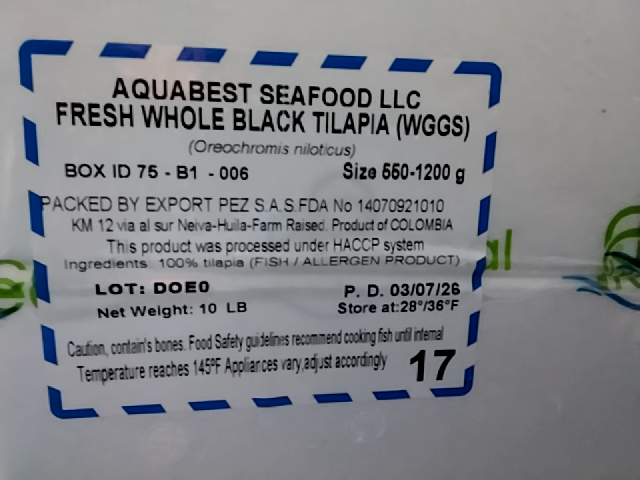 AQUABEST SEAFOOD LLC
FRESH WHOLE BLACK TILAPIA (WGGS)
(Oreochromis niloticus)
BOX ID 75 - B1 - 006 Size 550-1200 g
PACKED BY EXPORT PEZ S.A.S.FDA No 14070921010
KM 12 via al sur Neiva-Huila-Farm Raised. Product of COLOMBIA
This product was processed under HACCP system
Ingredients: 100% tilapia (FISH / ALLERGEN PRODUCT)
LOT: DOE0 P. D. 03/07/26
Net Weight: 10 LB Store at:28°/36°F
Caution, contain's bones. Food Safety guidelines recommend cooking fish until internal
Temperature reaches 145ºF Appliances vary,adjust accordingly
17